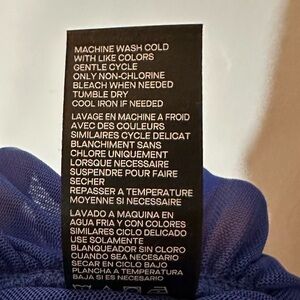 MACHINE WASH COLD
WITH LIKE COLORS
GENTLE CYCLE
ONLY NON-CHLORINE
BLEACH WHEN NEEDED
TUMBLE DRY
COOL IRON IF NEEDED
LAVAGE EN MACHINE A FROID
AVEC DES COULEURS
SIMILAIRES CYCLE DELICAT
BLANCHIMENT SANS
CHLORE UNIQUEMENT
LORSQUE NECESSAIRE
SUSPENDRE POUR FAIRE
SECHER
REPASSER A TEMPERATURE
MOYENNE SI NECESSAIRE
LAVADO A MAQUINA EN
AGUA FRIA Y CON COLORES
SIMILARES CICLO DELICADO
USE SOLAMENTE
BLANQUEADOR SIN CLORO
CUANDO SEA NECESARIO
SECAR EN CICLO BAJO
PLANCHA A TEMPERATURA
BAJA SI ES NECESARIO